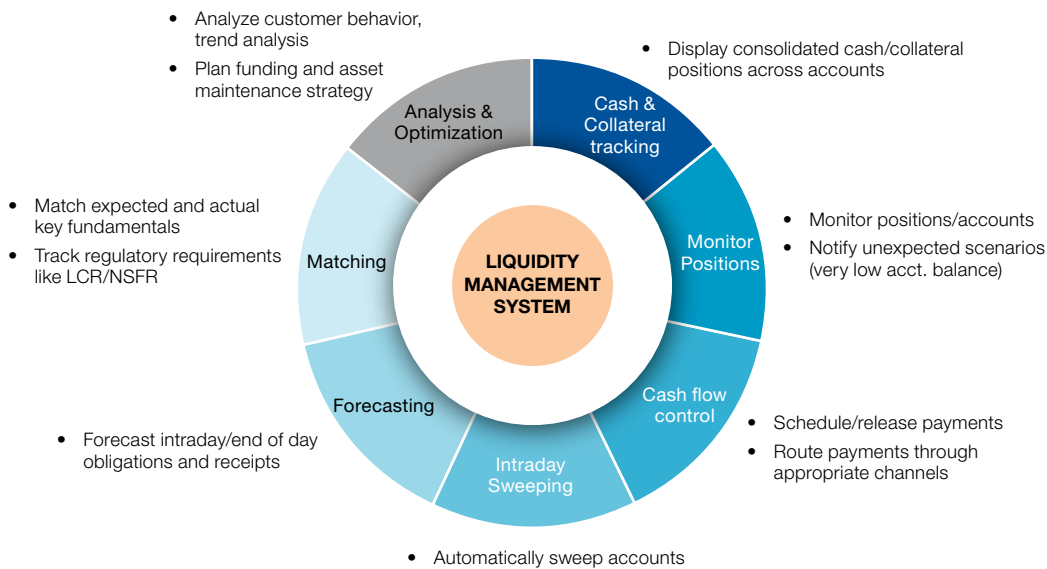 • Analyze customer behavior,
trend analysis
• Plan funding and asset
maintenance strategy
• Display consolidated cash/collateral
positions across accounts
Analysis &
Optimization
Cash &
Collateral
tracking
• Match expected and actual
key fundamentals
• Track regulatory requirements
like LCR/NSFR
Matching
LIQUIDITY
MANAGEMENT
SYSTEM
Monitor
Positions
• Monitor positions/accounts
• Notify unexpected scenarios
(very low acct. balance)
Forecasting
Cash flow
control
• Forecast intraday/end of day
obligations and receipts
Intraday
Sweeping
• Schedule/release payments
• Route payments through
appropriate channels
• Automatically sweep accounts